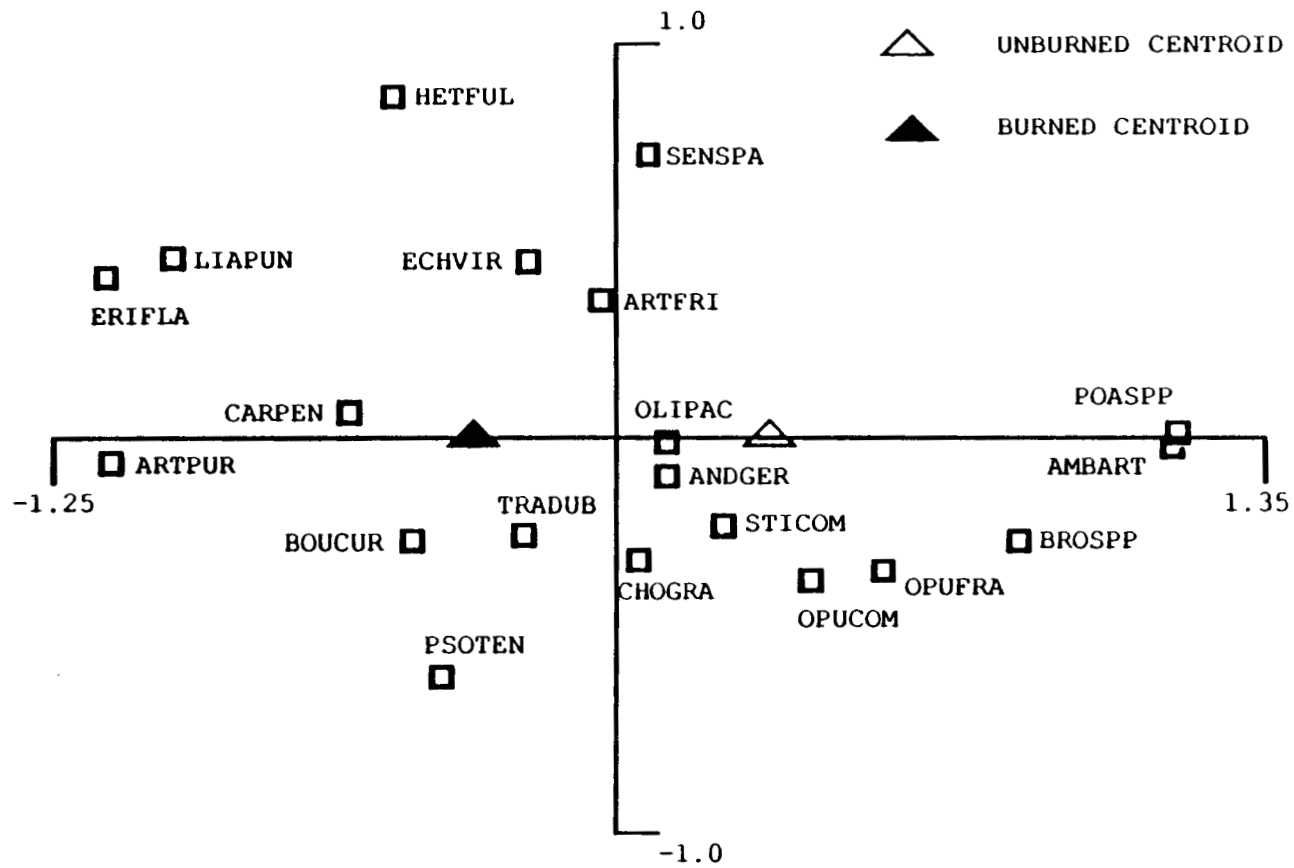 1.0
UNBURNED CENTROID
HETFUL
BURNED CENTROID
SENSPA
LIAPUN
ECHVIR
ARTFRI
ERIFLA
POASPP
CARPEN
OLIPAC
ARTPUR
AMBART
ANDGER
-1.25
1.35
TRADUB
STICOM
BOUCUR
BROSPP
CHOGRA
OPUFRA
OPUCOM
PSOTEN
-1.0